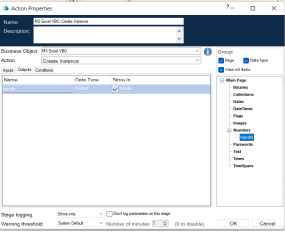 Action Properties
Name: MS Excel VBO: Create Instance
Description:
Business Object MS Excel VBO
Groups
Action Create Instance
Page Data Type
View All Items
Inputs Outputs Conditions
Name Data Type Store In
handle Number handle
Main Page
Binaries
Collections
Dates
DateTimes
Flags
Images
Numbers
handle
Passwords
Text
Times
TimeSpans
Stage logging: Errors only Don't log parameters on this stage
Warning threshold: System Default Number of minutes (0 to disable) OK Cancel